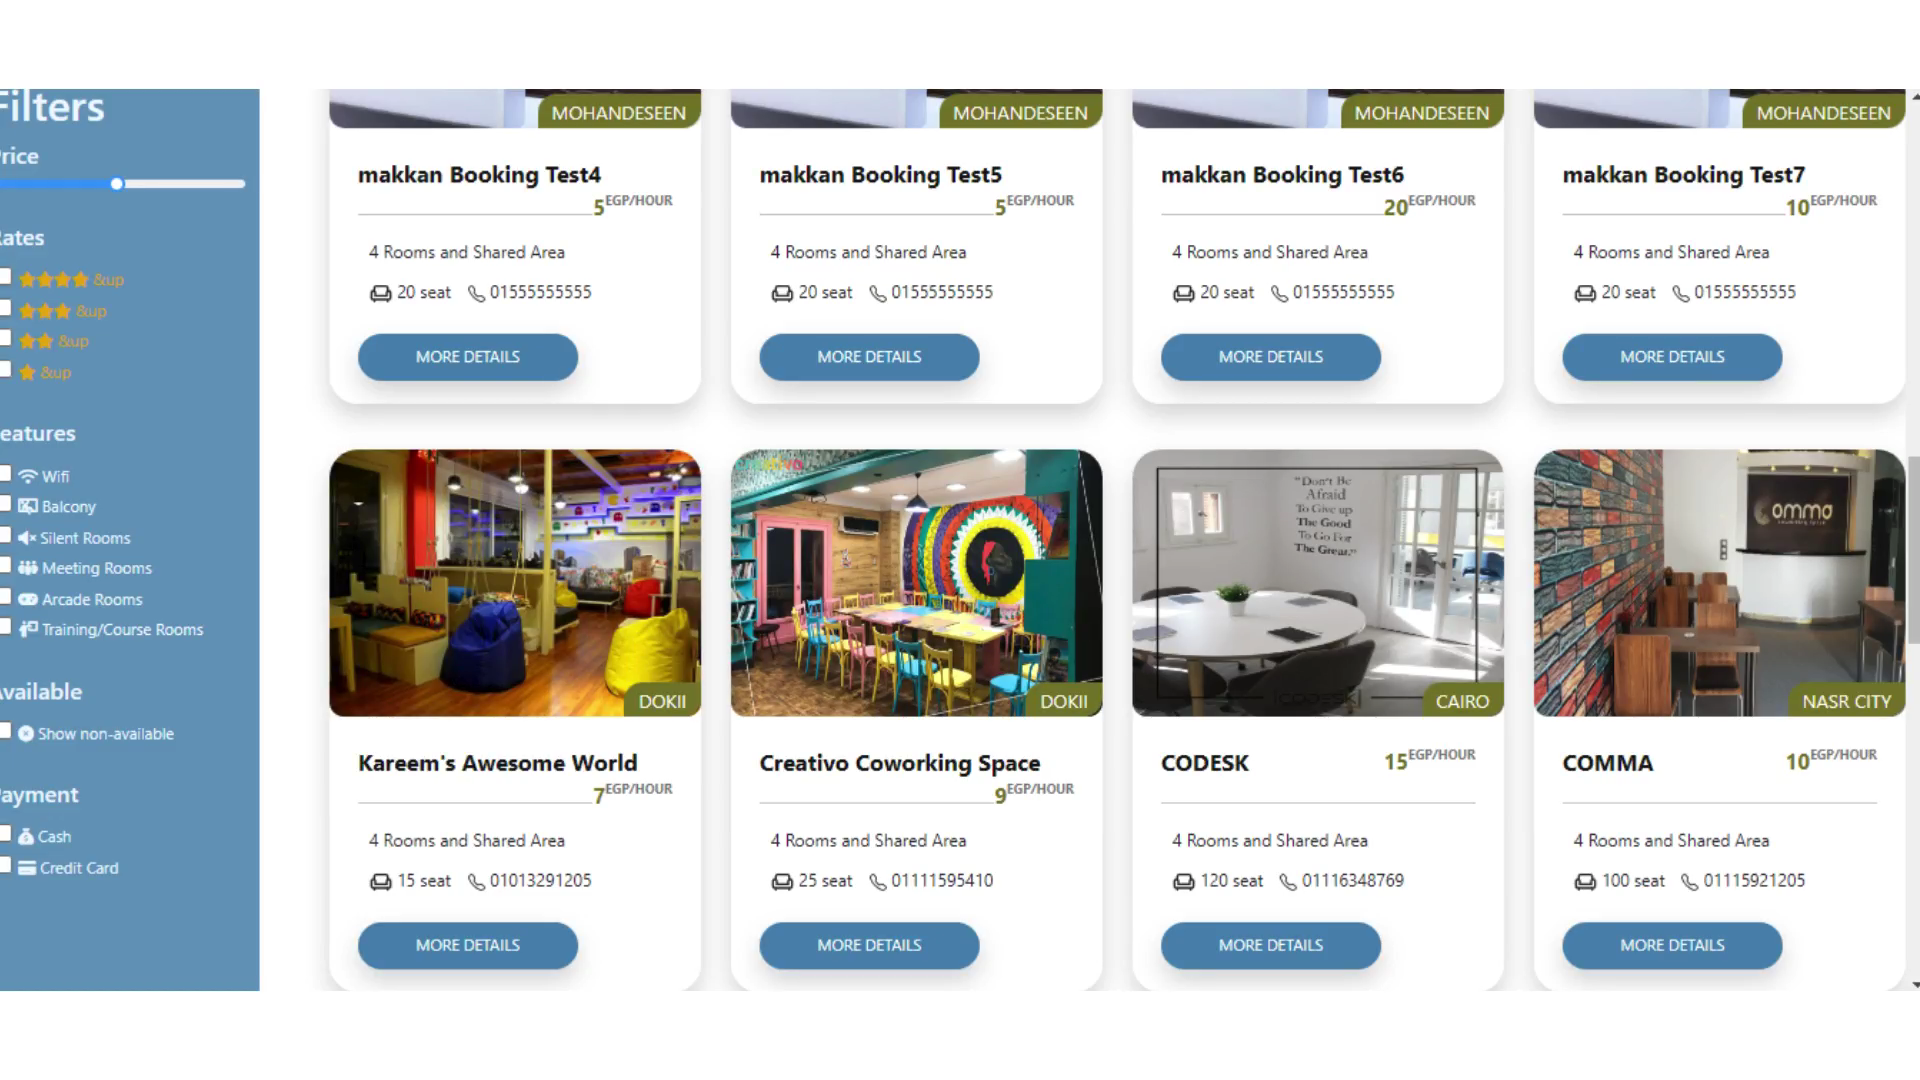 Filters
Price
Rates
&up
&up
&up
&up
Features
Wifi
Balcony
Silent Rooms
Meeting Rooms
Arcade Rooms
Training/Course Rooms
Available
Show non-available
Payment
Cash
Credit Card
MOHANDESEEN
makkan Booking Test4
5 EGP/HOUR
4 Rooms and Shared Area
20 seat 01555555555
MORE DETAILS
MOHANDESEEN
makkan Booking Test5
5 EGP/HOUR
4 Rooms and Shared Area
20 seat 01555555555
MORE DETAILS
MOHANDESEEN
makkan Booking Test6
20 EGP/HOUR
4 Rooms and Shared Area
20 seat 01555555555
MORE DETAILS
MOHANDESEEN
makkan Booking Test7
10 EGP/HOUR
4 Rooms and Shared Area
20 seat 01555555555
MORE DETAILS
DOKII
Kareem's Awesome World
7 EGP/HOUR
4 Rooms and Shared Area
15 seat 01013291205
MORE DETAILS
DOKII
Creativo Coworking Space
9 EGP/HOUR
4 Rooms and Shared Area
25 seat 01111595410
MORE DETAILS
"Don't Be
Afraid
To Give up
The Good
To Go For
The Great."
CAIRO
CODESK 15 EGP/HOUR
4 Rooms and Shared Area
120 seat 01116348769
MORE DETAILS
omma
NASR CITY
COMMA 10 EGP/HOUR
4 Rooms and Shared Area
100 seat 01115921205
MORE DETAILS